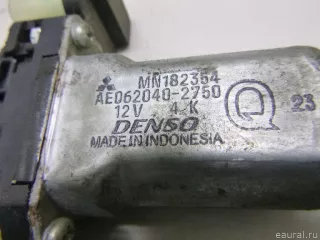 MN182354
AE062040-2750
12V 4 K
DENSO
MADE IN INDONESIA
Q 23
eaural.ru